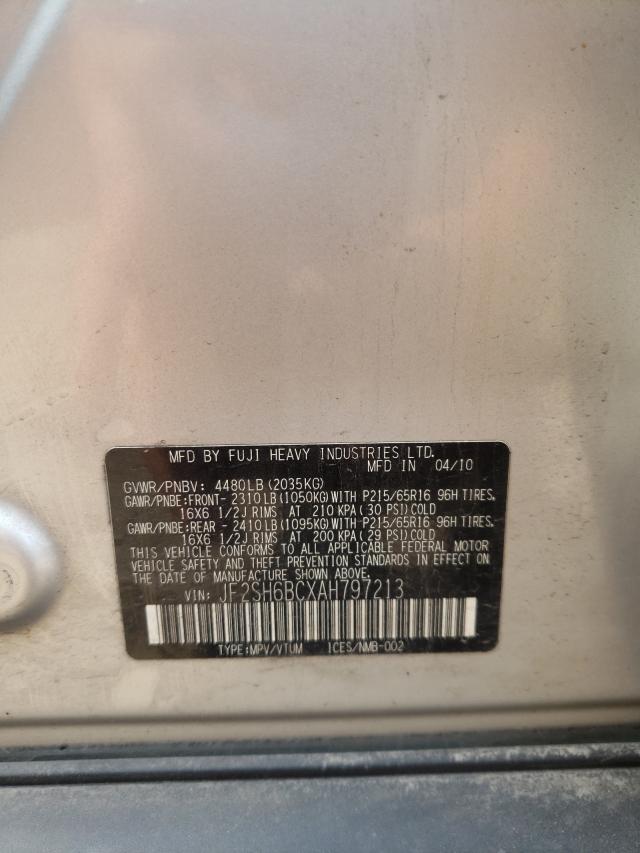 MFD BY FUJI HEAVY INDUSTRIES LTD.
MFD IN 04/10
GVWR/PNBV: 4480LB (2035KG)
GAWR/PNBE:FRONT- 2310LB(1050KG)WITH P215/65R16 96H TIRES.
16X6 1/2J RIMS AT 210 KPA(30 PSI)COLD
GAWR/PNBE:REAR - 2410LB(1095KG)WITH P215/65R16 96H TIRES.
16X6 1/2J RIMS AT 200 KPA(29 PSI)COLD
THIS VEHICLE CONFORMS TO ALL APPLICABLE FEDERAL MOTOR
VEHICLE SAFETY AND THEFT PREVENTION STANDARDS IN EFFECT ON
THE DATE OF MANUFACTURE SHOWN ABOVE.
VIN: JF2SH6BCXAH797213
TYPE:MPV/VTUM ICES/NMB-002